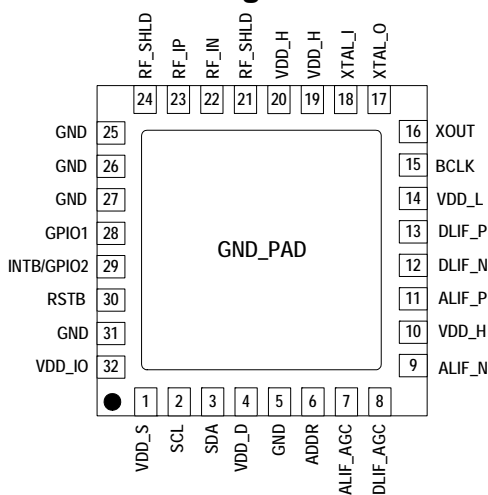 RF_SHLD
RF_IP
RF_IN
RF_SHLD
VDD_H
VDD_H
XTAL_I
XTAL_O
24 23 22 21 20 19 18 17
GND 25
GND 26
GND 27
GPIO1 28
INTB/GPIO2 29
RSTB 30
GND 31
VDD_IO 32
GND_PAD
16 XOUT
15 BCLK
14 VDD_L
13 DLIF_P
12 DLIF_N
11 ALIF_P
10 VDD_H
9 ALIF_N
1 2 3 4 5 6 7 8
VDD_S
SCL
SDA
VDD_D
GND
ADDR
ALIF_AGC
DLIF_AGC